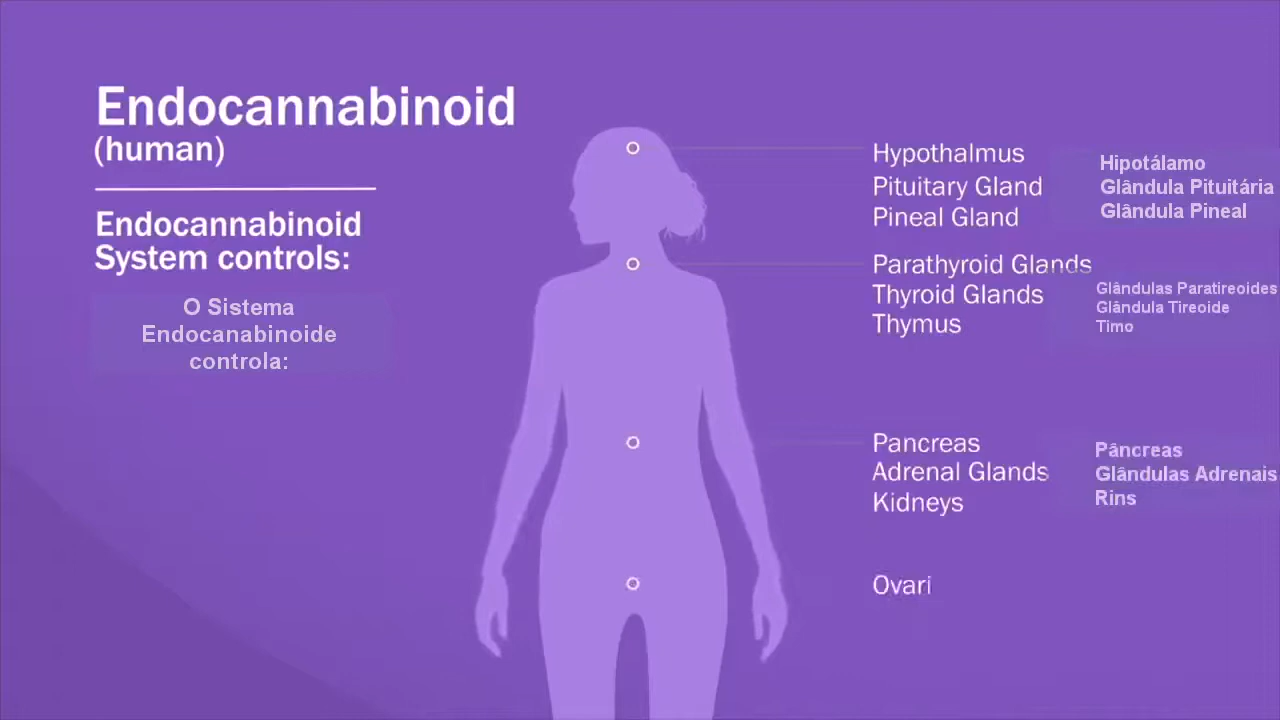 Endocannabinoid
(human)
Endocannabinoid
System controls:
O Sistema
Endocanabinoide
controla:
Hypothalmus
Pituitary Gland
Pineal Gland
Hipotálamo
Glândula Pituitária
Glândula Pineal
Parathyroid Glands
Thyroid Glands
Thymus
Glândulas Paratireoides
Glândula Tireoide
Timo
Pancreas
Adrenal Glands
Kidneys
Pâncreas
Glândulas Adrenais
Rins
Ovari